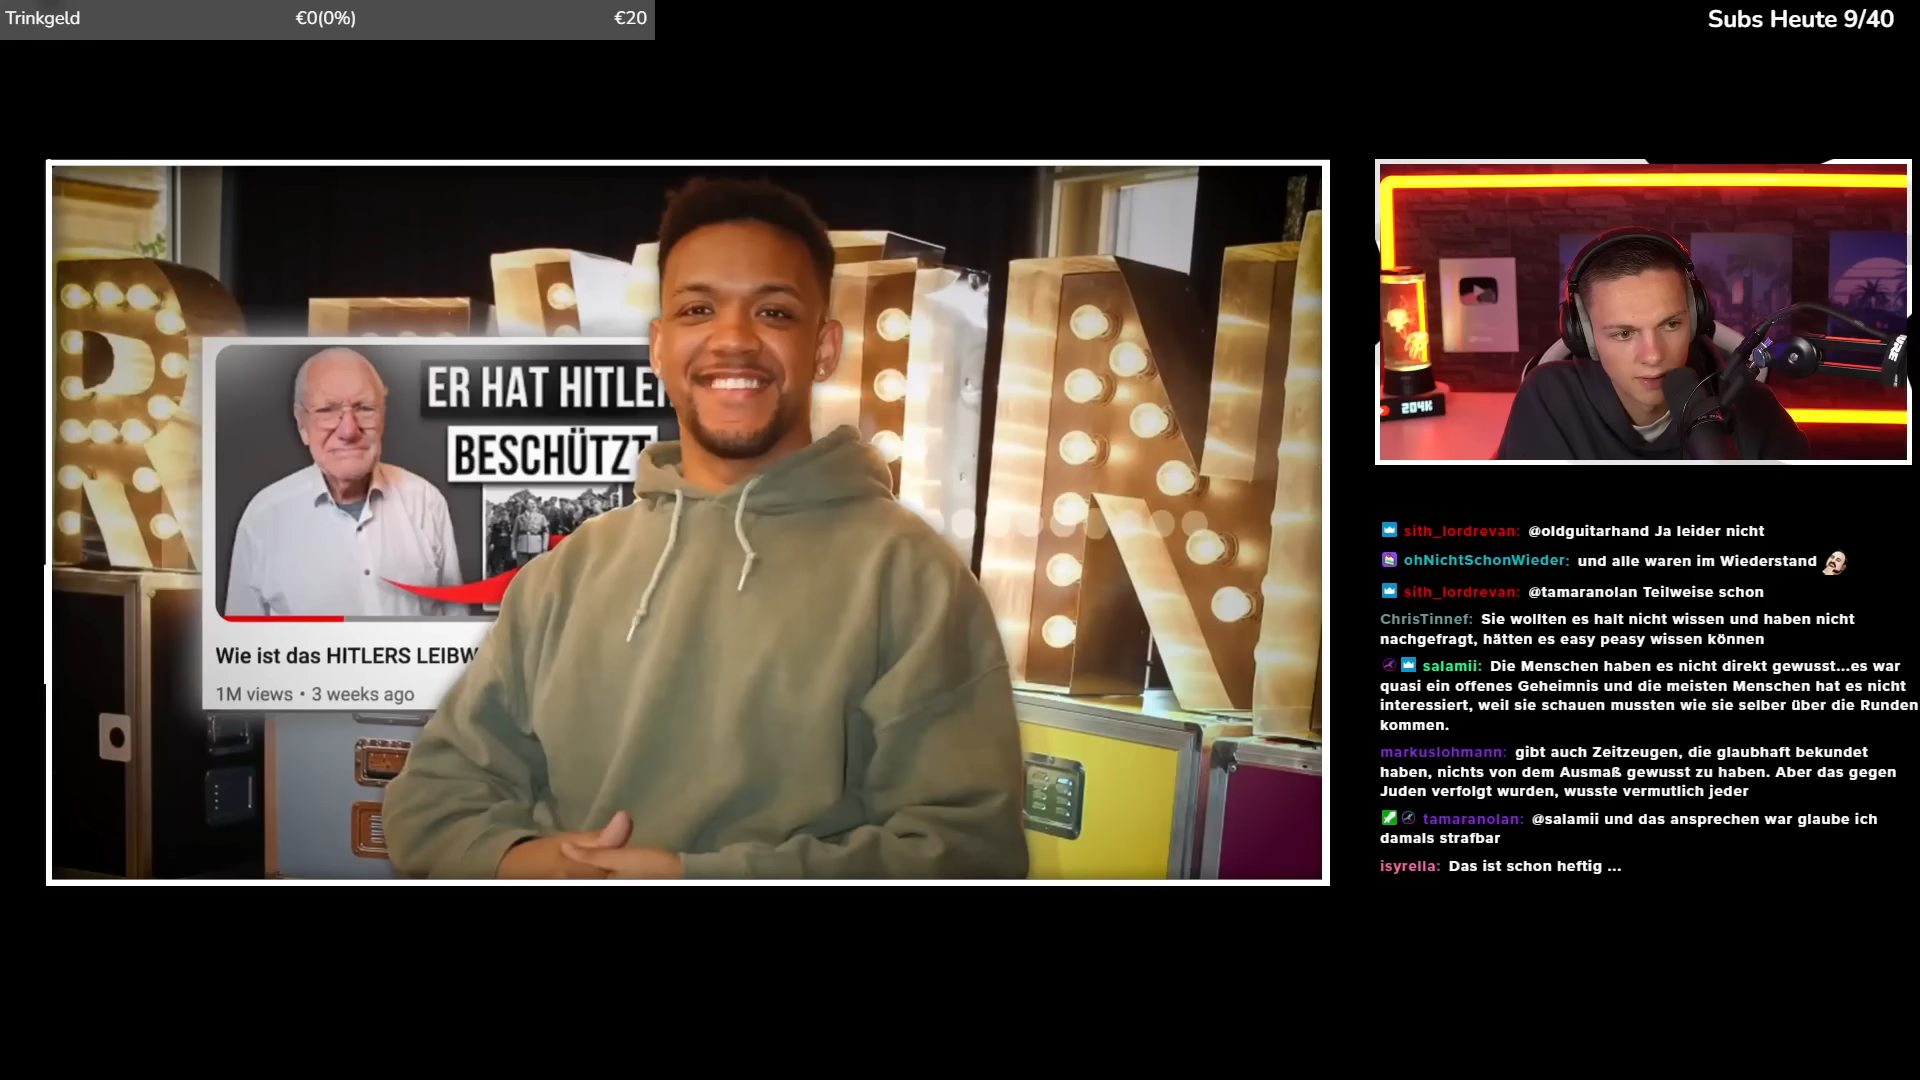 Trinkgeld €0(0%) €20
Subs Heute 9/40
ER HAT HITLER
BESCHÜTZT
Wie ist das HITLERS LEIBW
1M views • 3 weeks ago
204K
sith_lordrevan: @oldguitarhand Ja leider nicht
ohNichtSchonWieder: und alle waren im Wiederstand
sith_lordrevan: @tamaranolan Teilweise schon
ChrisTinnef: Sie wollten es halt nicht wissen und haben nicht
nachgefragt, hätten es easy peasy wissen können
salamii: Die Menschen haben es nicht direkt gewusst...es war
quasi ein offenes Geheimnis und die meisten Menschen hat es nicht
interessiert, weil sie schauen mussten wie sie selber über die Runden
kommen.
markuslohmann: gibt auch Zeitzeugen, die glaubhaft bekundet
haben, nichts von dem Ausmaß gewusst zu haben. Aber das gegen
Juden verfolgt wurden, wusste vermutlich jeder
tamaranolan: @salamii und das ansprechen war glaube ich
damals strafbar
isyrella: Das ist schon heftig ...